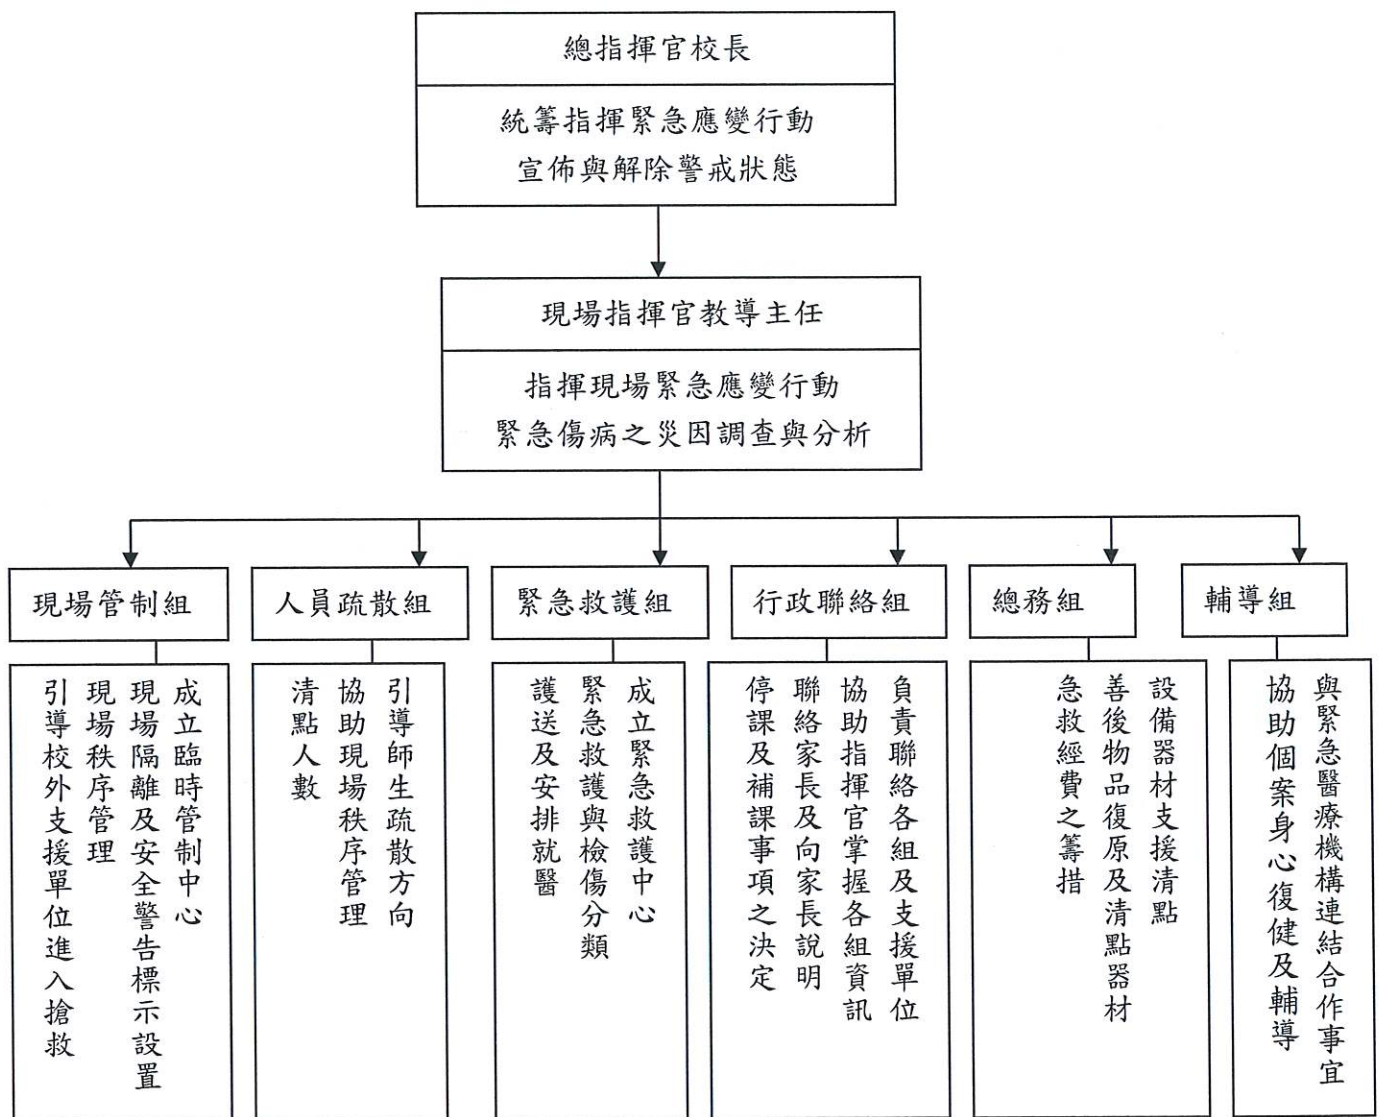 總指揮官校長
統籌指揮緊急應變行動
宣佈與解除警戒狀態
現場指揮官教導主任
指揮現場緊急應變行動
緊急傷病之災因調查與分析
現場管制組
人員疏散組
緊急救護組
行政聯絡組
總務組
輔導組
成立臨時管制中心
現場隔離及安全警告標示設置
現場秩序管理
引導校外支援單位進入搶救
引導師生疏散方向
協助現場秩序管理
清點人數
成立緊急救護中心
緊急救護與檢傷分類
護送及安排就醫
負責聯絡各組及支援單位
協助指揮官掌握各組資訊
聯絡家長及向家長說明
停課及補課事項之決定
設備器材支援清點
善後物品復原及清點器材
急救經費之籌措
與緊急醫療機構連結合作事宜
協助個案身心復健及輔導